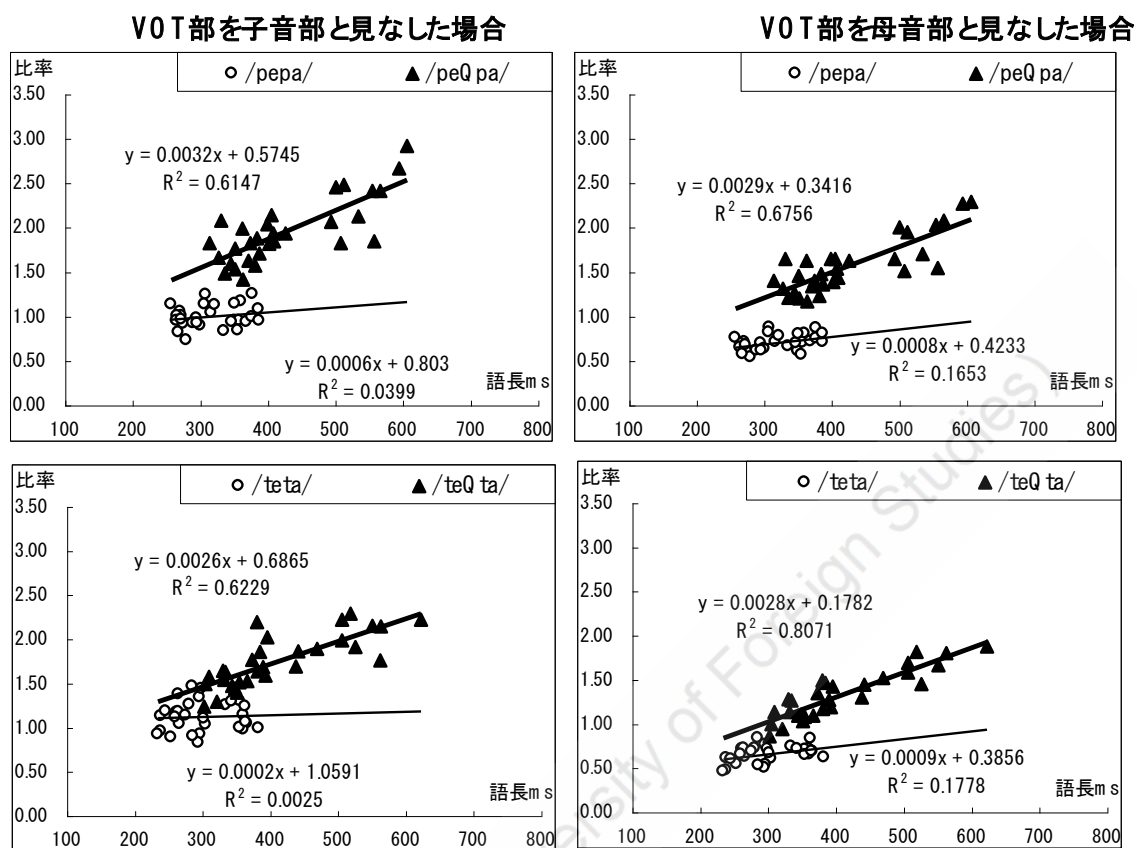 VOT部を子音部と見なした場合
VOT部を母音部と見なした場合
比率
/pepa/ /peQ pa/
3.50
3.00
2.50
2.00
1.50
1.00
0.50
0.00
y = 0.0032x + 0.5745
R² = 0.6147
y = 0.0006x + 0.803
R² = 0.0399
語長ms
100 200 300 400 500 600 700 800
比率
/pepa/ /peQ pa/
3.50
3.00
2.50
2.00
1.50
1.00
0.50
0.00
y = 0.0029x + 0.3416
R² = 0.6756
y = 0.0008x + 0.4233
R² = 0.1653
語長ms
100 200 300 400 500 600 700 800
比率
/teta/ /teQ ta/
3.50
3.00
2.50
2.00
1.50
1.00
0.50
0.00
y = 0.0026x + 0.6865
R² = 0.6229
y = 0.0002x + 1.0591
R² = 0.0025
語長ms
100 200 300 400 500 600 700 800
比率
/teta/ /teQ ta/
3.50
3.00
2.50
2.00
1.50
1.00
0.50
0.00
y = 0.0028x + 0.1782
R² = 0.8071
y = 0.0009x + 0.3856
R² = 0.1778
語長ms
100 200 300 400 500 600 700 800
ersity of Foreign Studies)